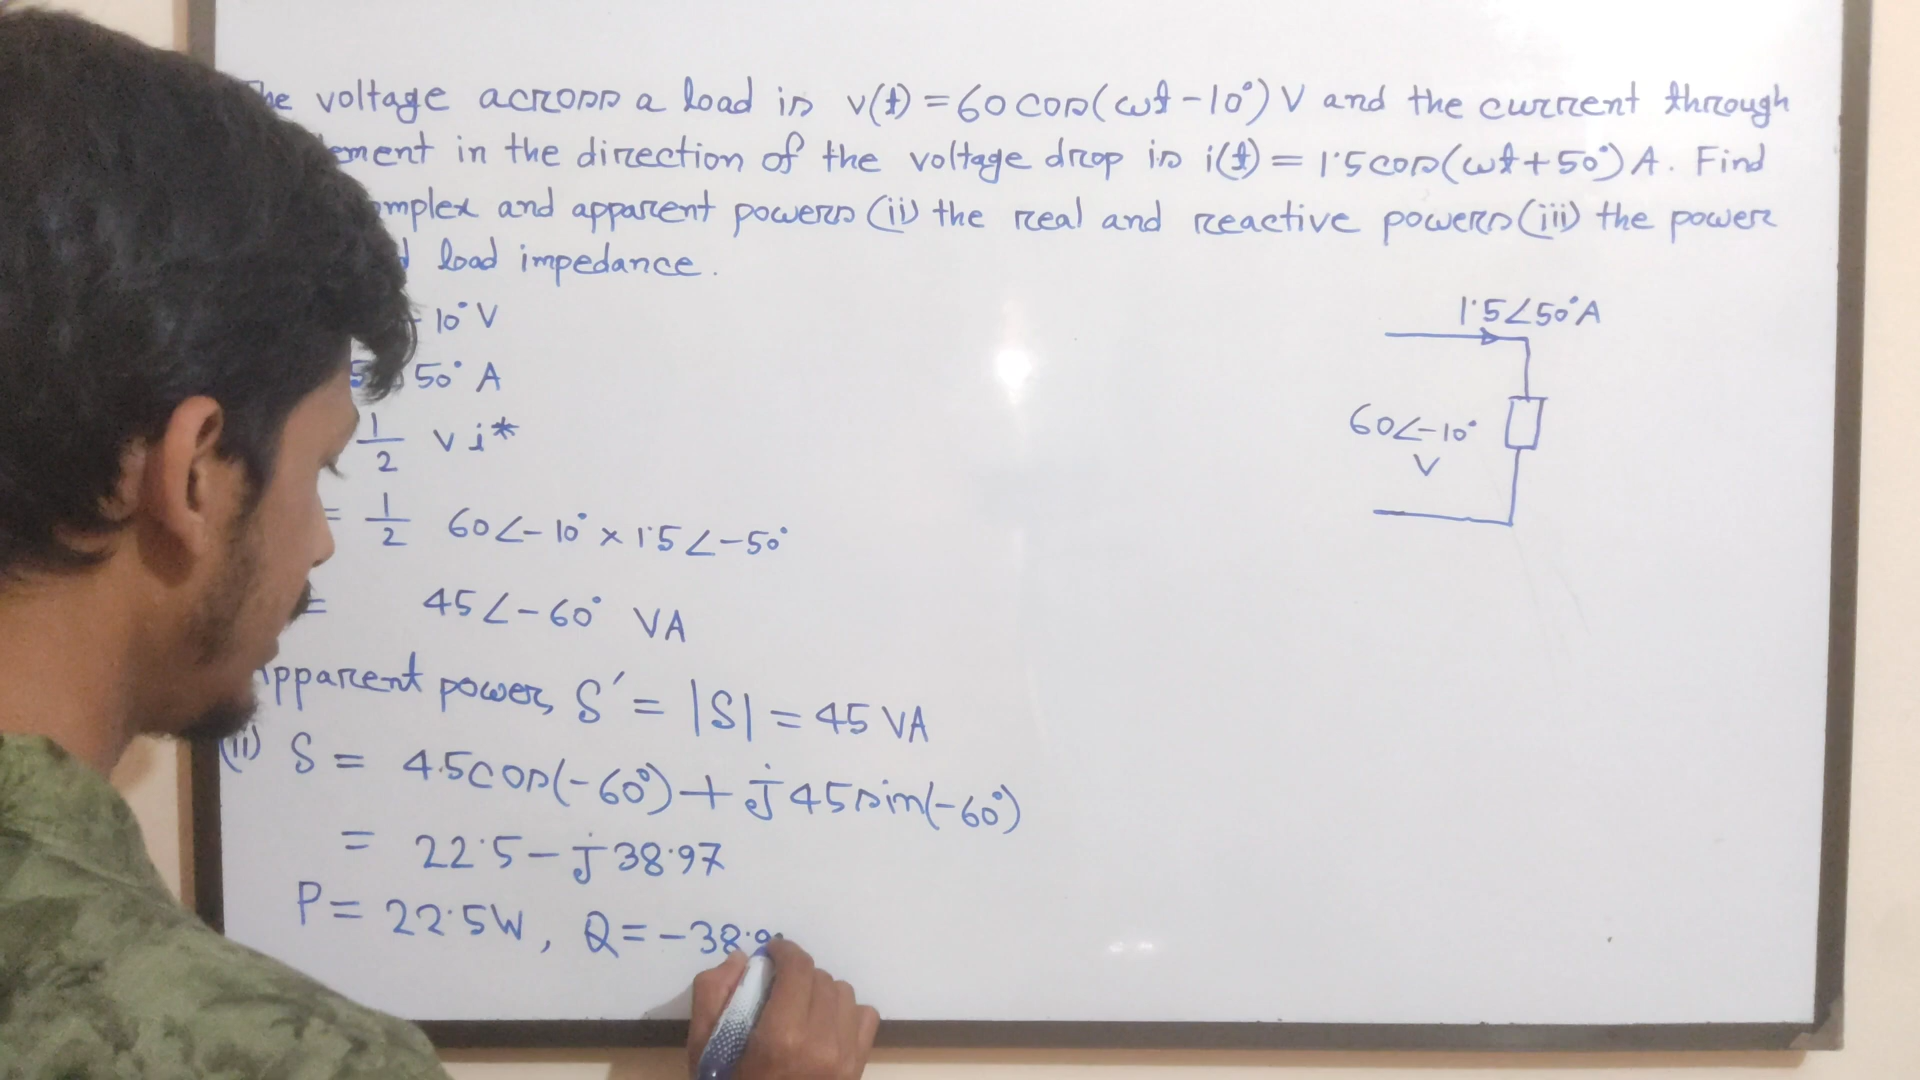 voltage across a load is v(t) = 60 cos(ωt - 10°) V and the current through
in the direction of the voltage drop is i(t) = 1.5 cos(ωt + 50°) A. Find
and apparent powers (ii) the real and reactive powers (iii) the power
load impedance.
10° V
50° A
1/2 v i*
= 1/2 60∠-10° × 1.5∠-50°
= 45∠-60° VA
power, S' = |S| = 45 VA
(ii) S = 45 cos(-60°) + j 45 sin(-60°)
= 22.5 - j 38.97
P = 22.5 W, Q = -38.9
1.5∠50° A
60∠-10°
V